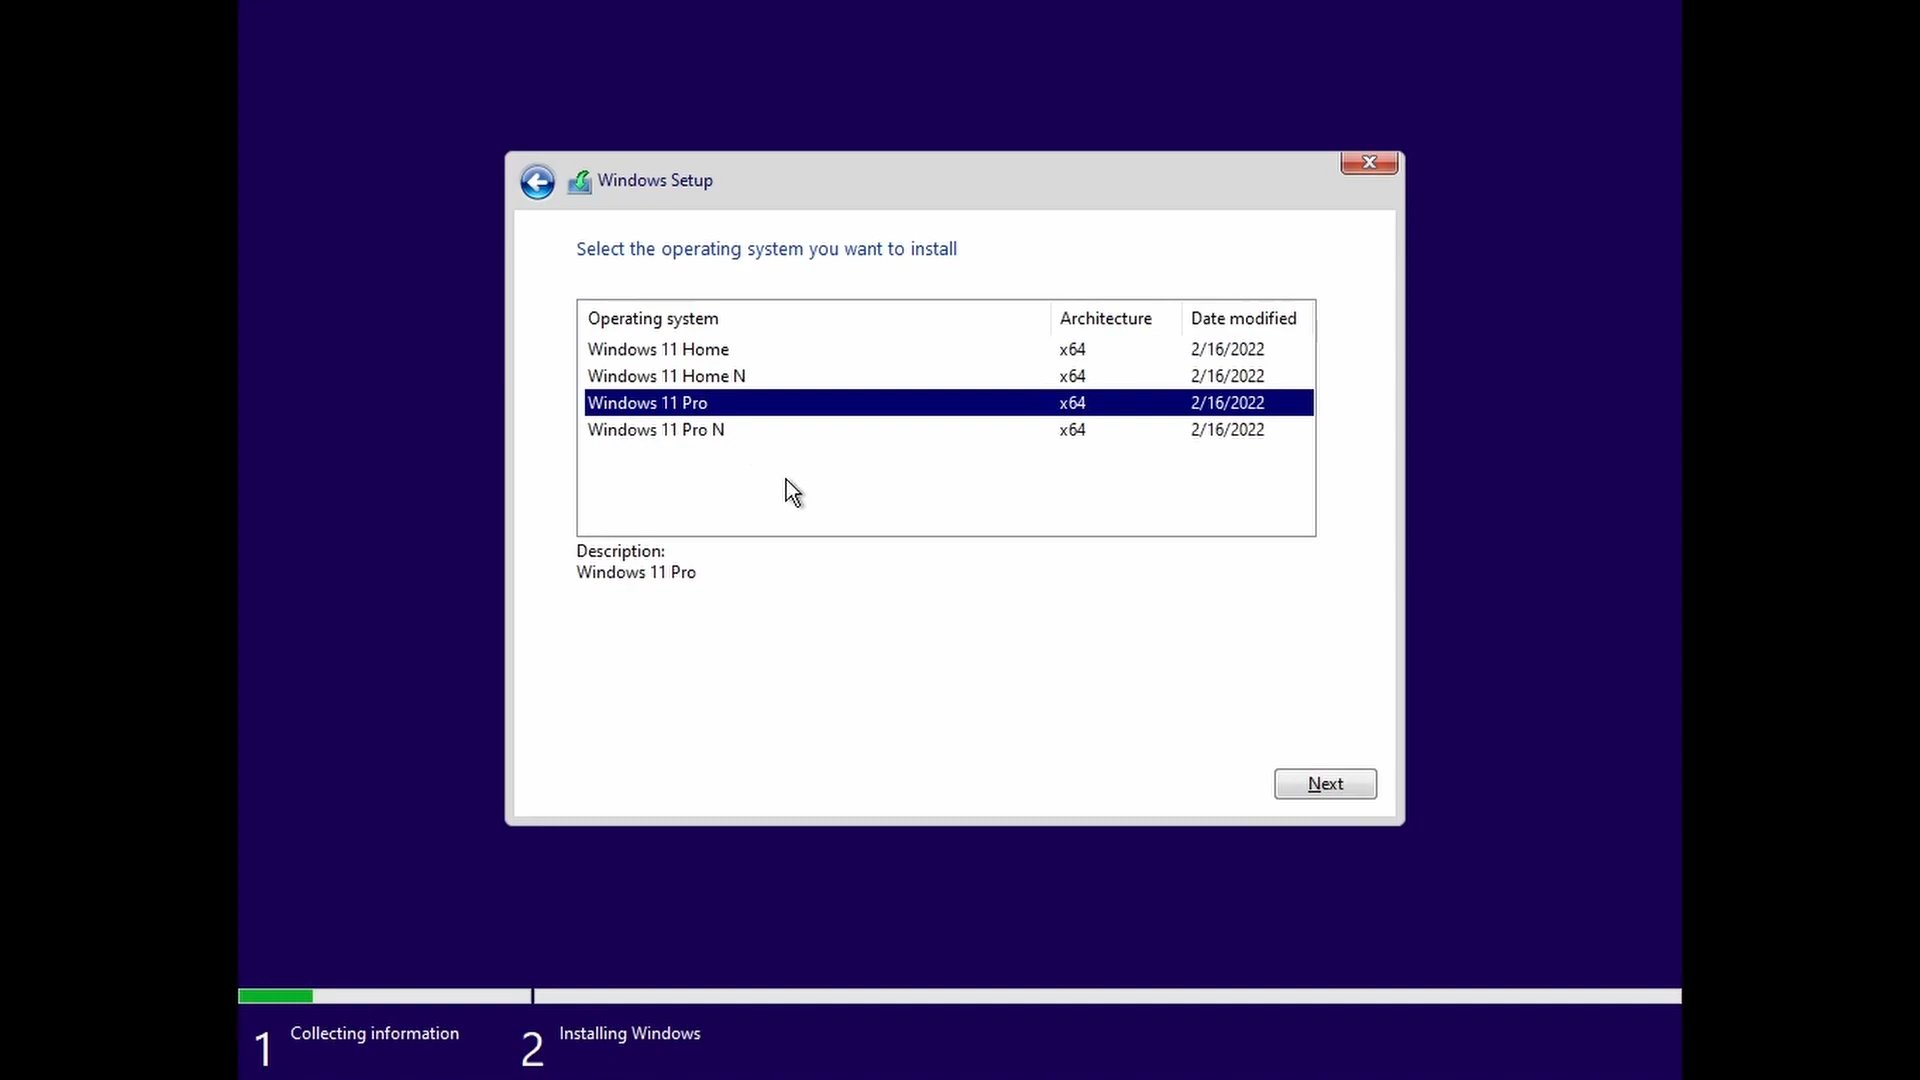 Windows Setup
Select the operating system you want to install
Operating system Architecture Date modified
Windows 11 Home x64 2/16/2022
Windows 11 Home N x64 2/16/2022
Windows 11 Pro x64 2/16/2022
Windows 11 Pro N x64 2/16/2022
Description:
Windows 11 Pro
Next
1 Collecting information 2 Installing Windows